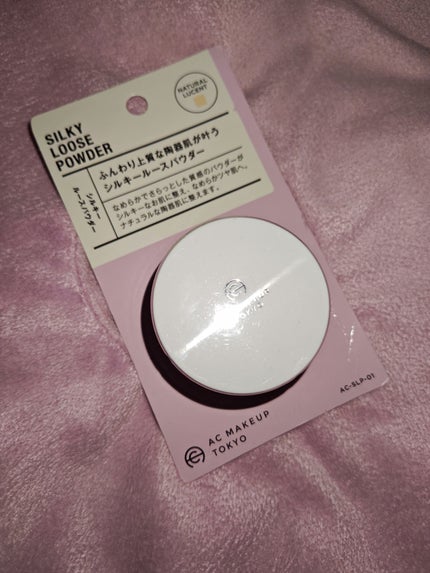 NATURAL
LUCENT
SILKY
LOOSE
POWDER
ふんわり上質な陶器肌が叶う
シルキールースパウダー
シルキー
ルースパウダー
なめらかでさらっとした質感のパウダーが
シルキーなお肌に整え、なめらかツヤ肌へ。
ナチュラルな陶器肌に整えます。
AC-SLP-01
AC MAKEUP
TOKYO